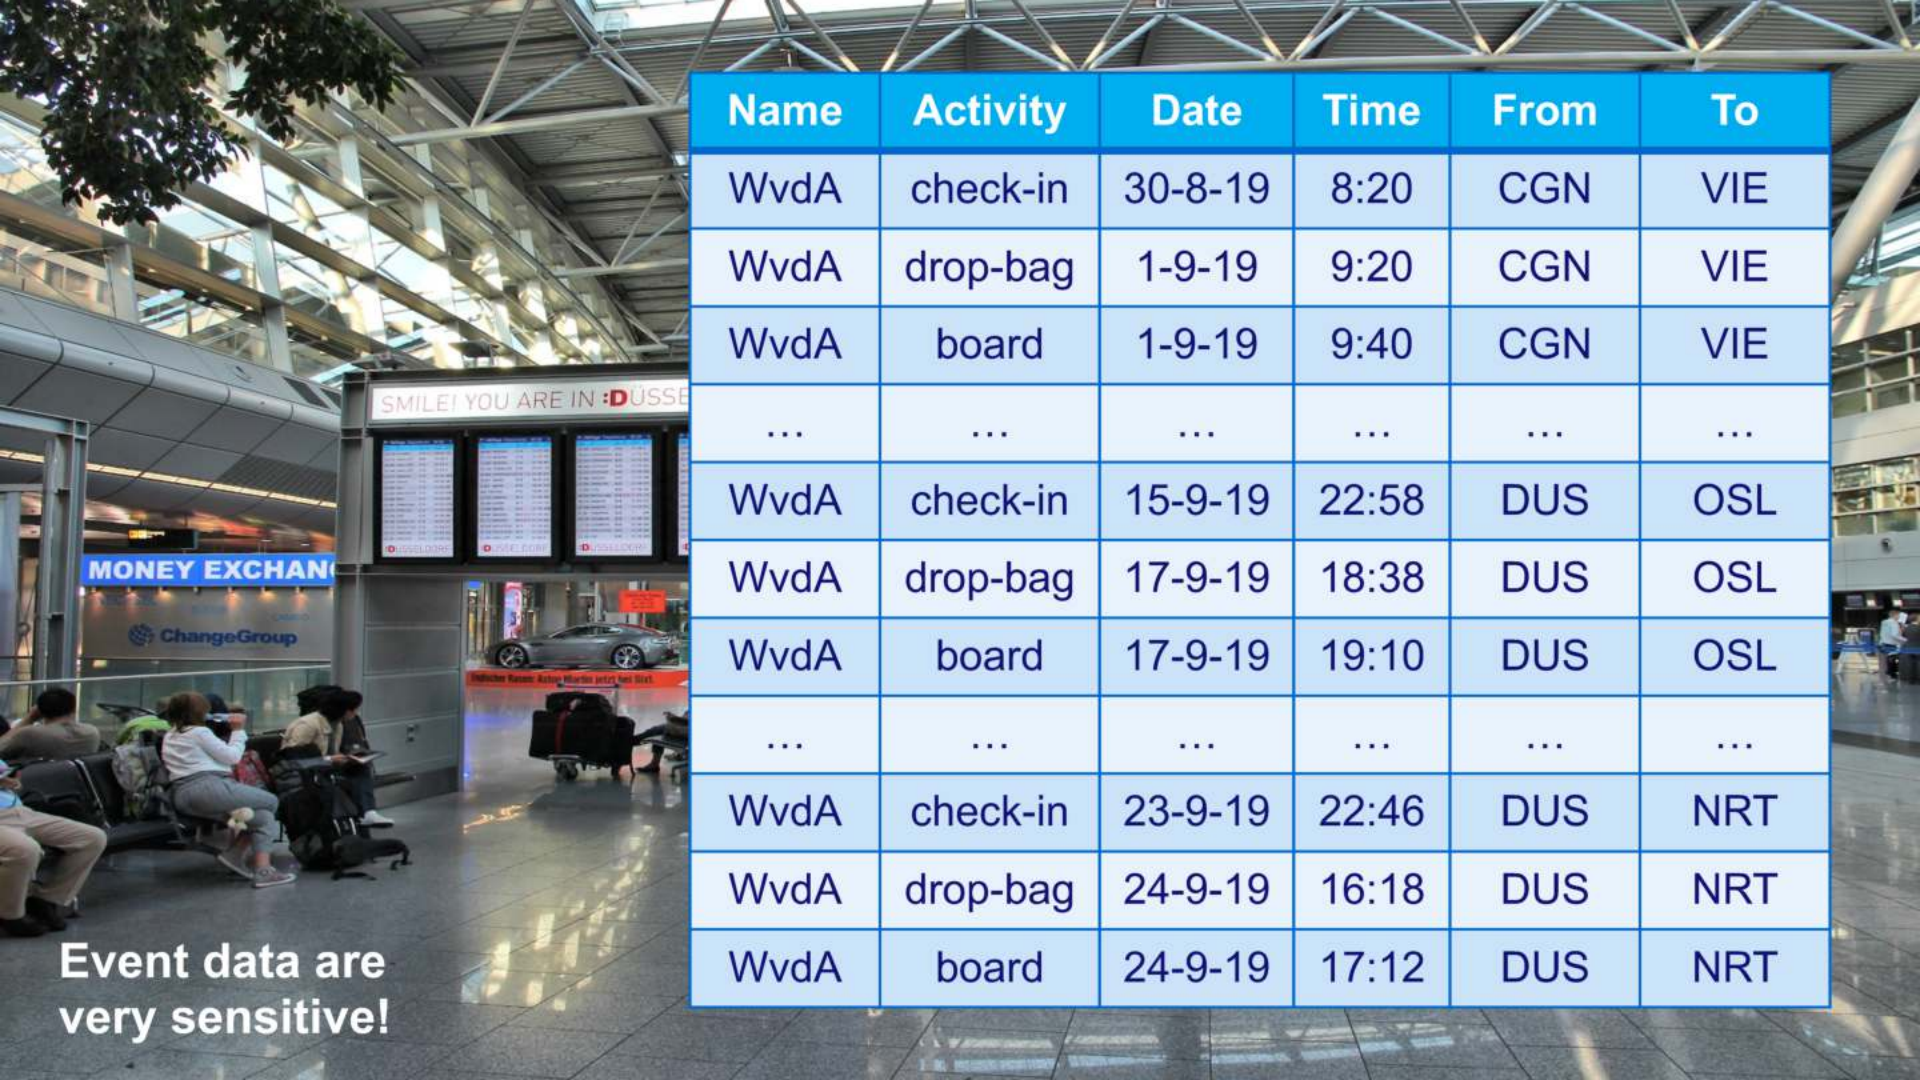 Name Activity Date Time From To
WvdA check-in 30-8-19 8:20 CGN VIE
WvdA drop-bag 1-9-19 9:20 CGN VIE
WvdA board 1-9-19 9:40 CGN VIE
... ... ... ... ... ...
WvdA check-in 15-9-19 22:58 DUS OSL
WvdA drop-bag 17-9-19 18:38 DUS OSL
WvdA board 17-9-19 19:10 DUS OSL
... ... ... ... ... ...
WvdA check-in 23-9-19 22:46 DUS NRT
WvdA drop-bag 24-9-19 16:18 DUS NRT
WvdA board 24-9-19 17:12 DUS NRT
SMILE! YOU ARE IN :DÜSSE
MONEY EXCHAN
ChangeGroup
Event data are
very sensitive!